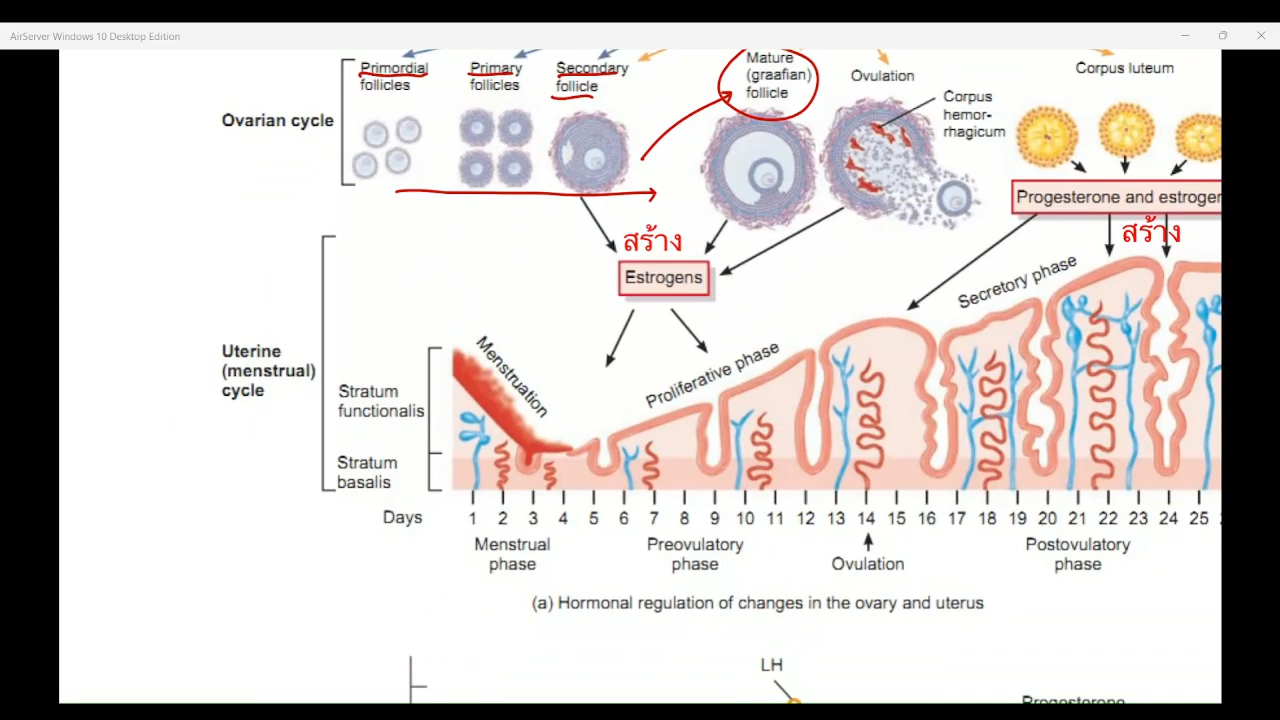 AirServer Windows 10 Desktop Edition
Primordial
follicles
Primary
follicles
Secondary
follicle
Mature
(graafian)
follicle
Ovulation
Corpus luteum
Corpus
hemor-
rhagicum
Ovarian cycle
Progesterone and estrogen
สร้าง
สร้าง
Estrogens
Secretory phase
Menstruation
Proliferative phase
Uterine
(menstrual)
cycle
Stratum
functionalis
Stratum
basalis
Days 1 2 3 4 5 6 7 8 9 10 11 12 13 14 15 16 17 18 19 20 21 22 23 24 25
Menstrual
phase
Preovulatory
phase
Ovulation
Postovulatory
phase
(a) Hormonal regulation of changes in the ovary and uterus
LH
Progesterone